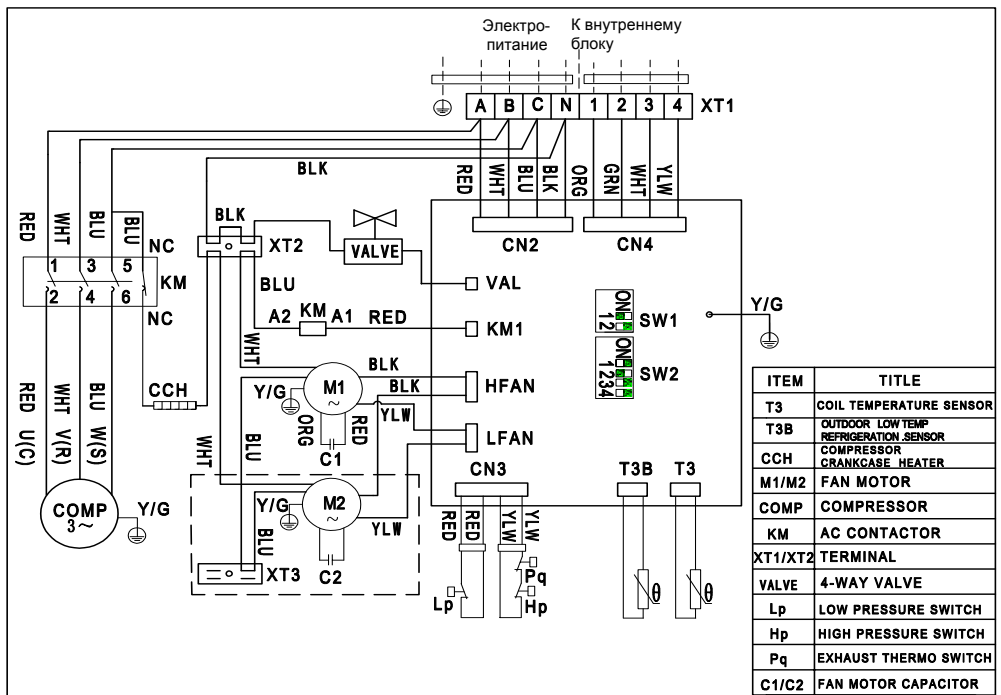 Электро-
питание
К внутреннему
блоку
A B C N 1 2 3 4 XT1
BLK
RED WHT BLU BLK ORG GRN WHT YLW
RED WHT BLU BLU NC
BLK
XT2
VALVE
CN2 CN4
1 3 5 KM
2 4 6
NC
BLU
VAL
ON
1 2
SW1
Y/G
A2 KM A1 RED KM1
ON
1 2 3 4
SW2
WHT
CCH
M1
~
Y/G
BLK
BLK
HFAN
YLW
ORG RED
C1
LFAN
RED U(C) WHT V(R) BLU W(S)
WHT BLU
CN3
T3B T3
COMP
3~
Y/G
M2
~
Y/G
YLW
BLU
C2
XT3
RED RED YLW YLW
Pq
Lp Hp
θ θ
ITEM TITLE
T3 COIL TEMPERATURE SENSOR
T3B OUTDOOR LOW TEMP
REFRIGERATION .SENSOR
CCH COMPRESSOR
CRANKCASE HEATER
M1/M2 FAN MOTOR
COMP COMPRESSOR
KM AC CONTACTOR
XT1/XT2 TERMINAL
VALVE 4-WAY VALVE
Lp LOW PRESSURE SWITCH
Hp HIGH PRESSURE SWITCH
Pq EXHAUST THERMO SWITCH
C1/C2 FAN MOTOR CAPACITOR